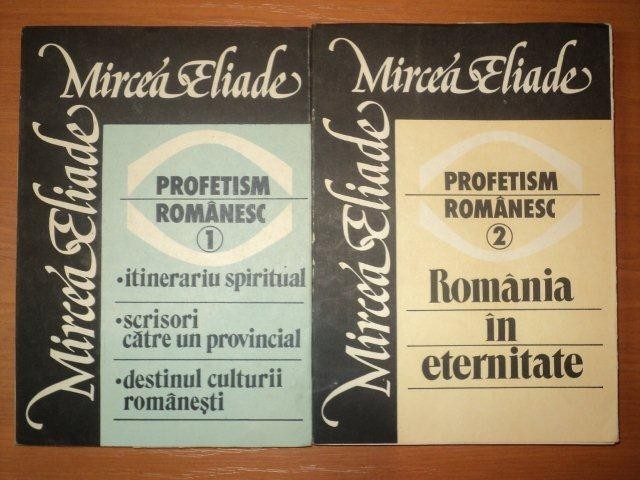 Mircea Eliade
Mircea Eliade
PROFETISM
ROMÂNESC
1
•itinerariu spiritual
•scrisori
către un provincial
•destinul culturii
românești
Mircea Eliade
Mircea Eliade
PROFETISM
ROMÂNESC
2
România
în
eternitate